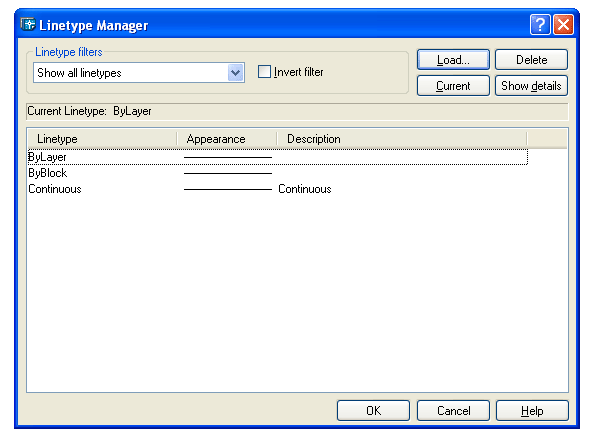 Linetype Manager
Linetype filters
Show all linetypes
Invert filter
Load...
Delete
Current
Show details
Current Linetype: ByLayer
Linetype Appearance Description
ByLayer
ByBlock
Continuous Continuous
OK Cancel Help